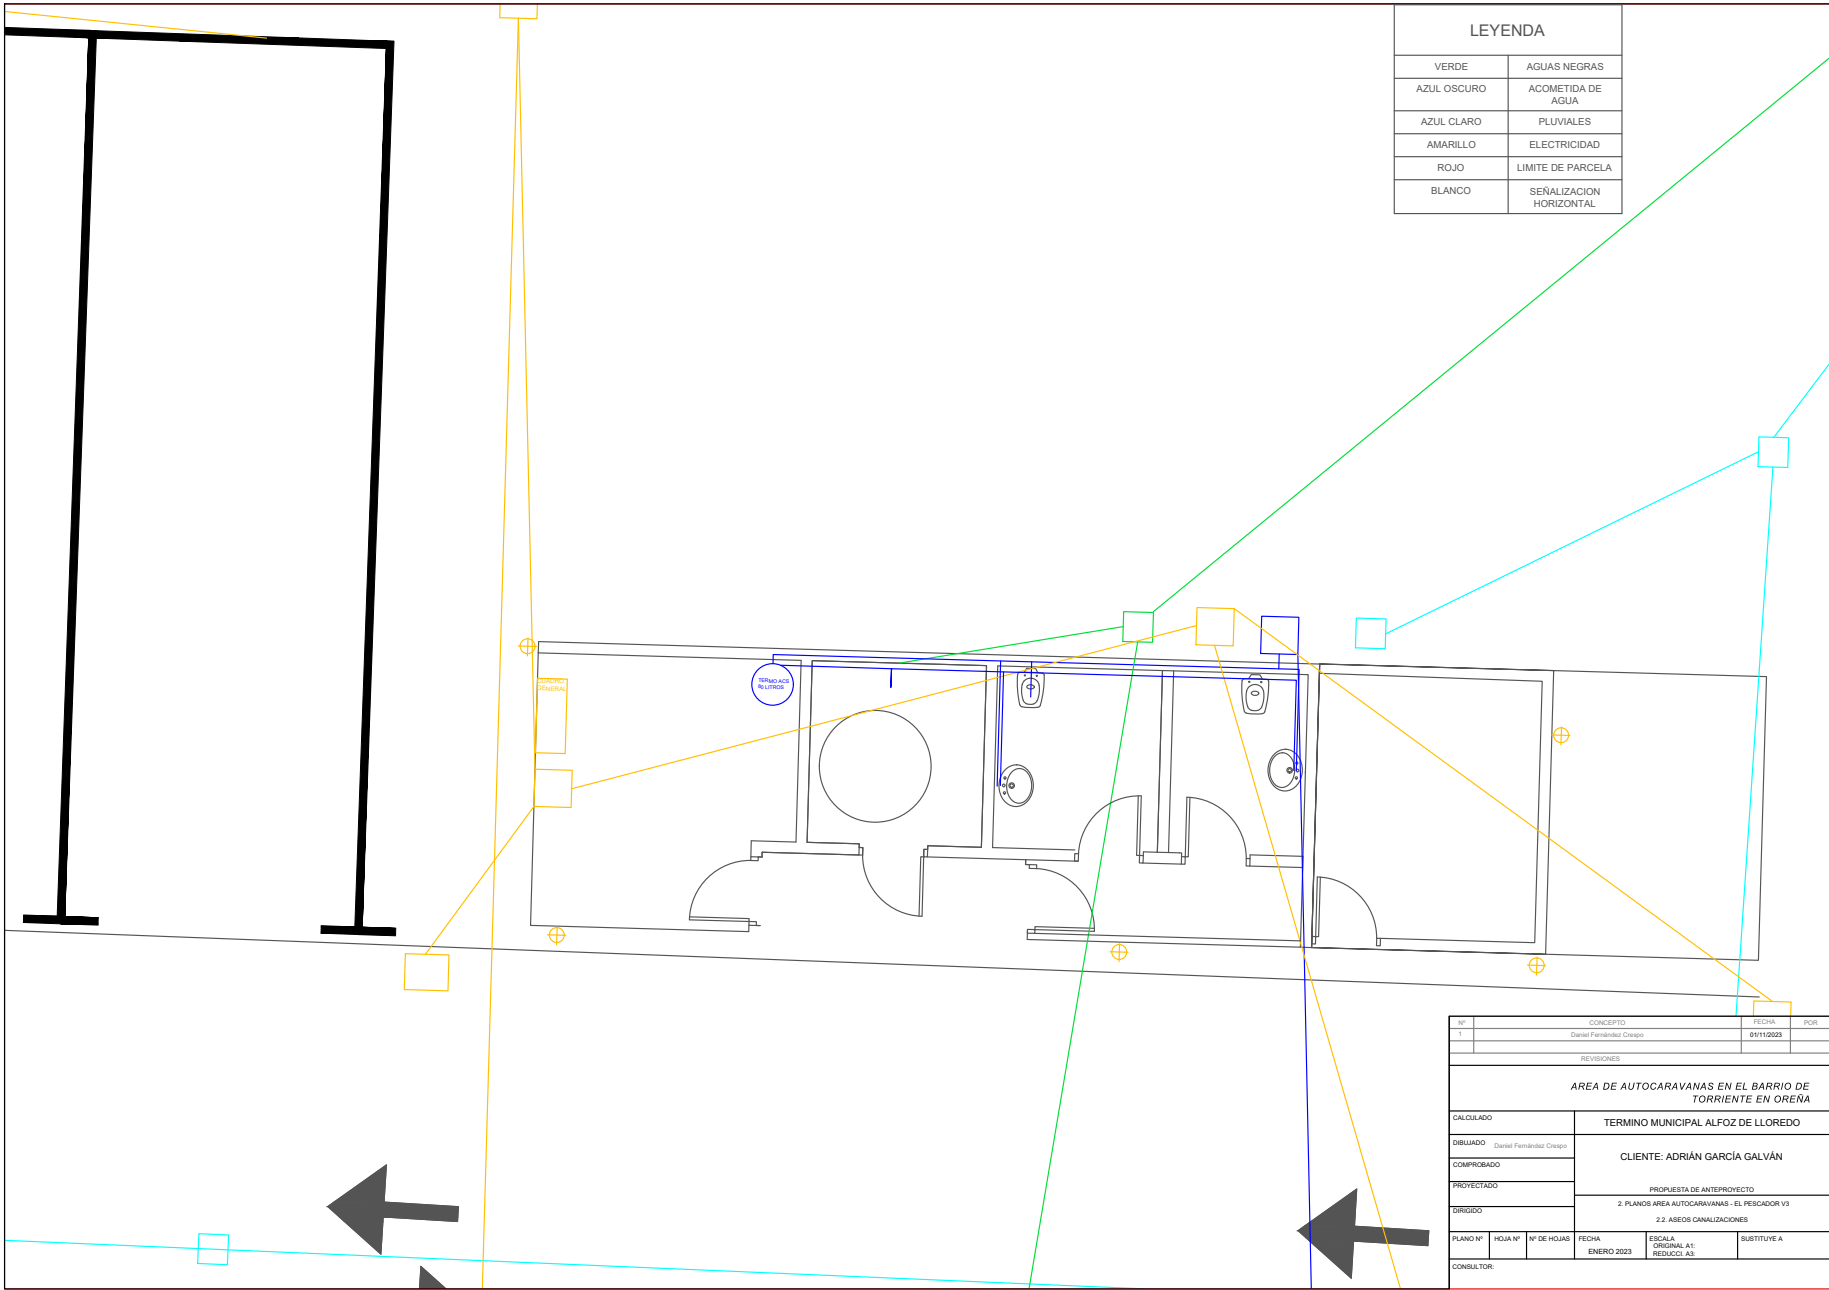 LEYENDA
VERDE AGUAS NEGRAS
AZUL OSCURO ACOMETIDA DE
AGUA
AZUL CLARO PLUVIALES
AMARILLO ELECTRICIDAD
ROJO LIMITE DE PARCELA
BLANCO SEÑALIZACION
HORIZONTAL
CUADRO
GENERAL
TERMO ACS
80 LITROS
Nº CONCEPTO FECHA POR
1 Daniel Fernández Crespo 01/11/2023
REVISIONES
AREA DE AUTOCARAVANAS EN EL BARRIO DE
TORRIENTE EN OREÑA
CALCULADO
TERMINO MUNICIPAL ALFOZ DE LLOREDO
DIBUJADO Daniel Fernández Crespo
CLIENTE: ADRIÁN GARCÍA GALVÁN
COMPROBADO
PROYECTADO
PROPUESTA DE ANTEPROYECTO
2. PLANOS AREA AUTOCARAVANAS - EL PESCADOR V3
DIRIGIDO
2.2. ASEOS CANALIZACIONES
PLANO Nº HOJA Nº Nº DE HOJAS FECHA ESCALA SUSTITUYE A
ORIGINAL A1:
ENERO 2023
REDUCCI. A3:
CONSULTOR: